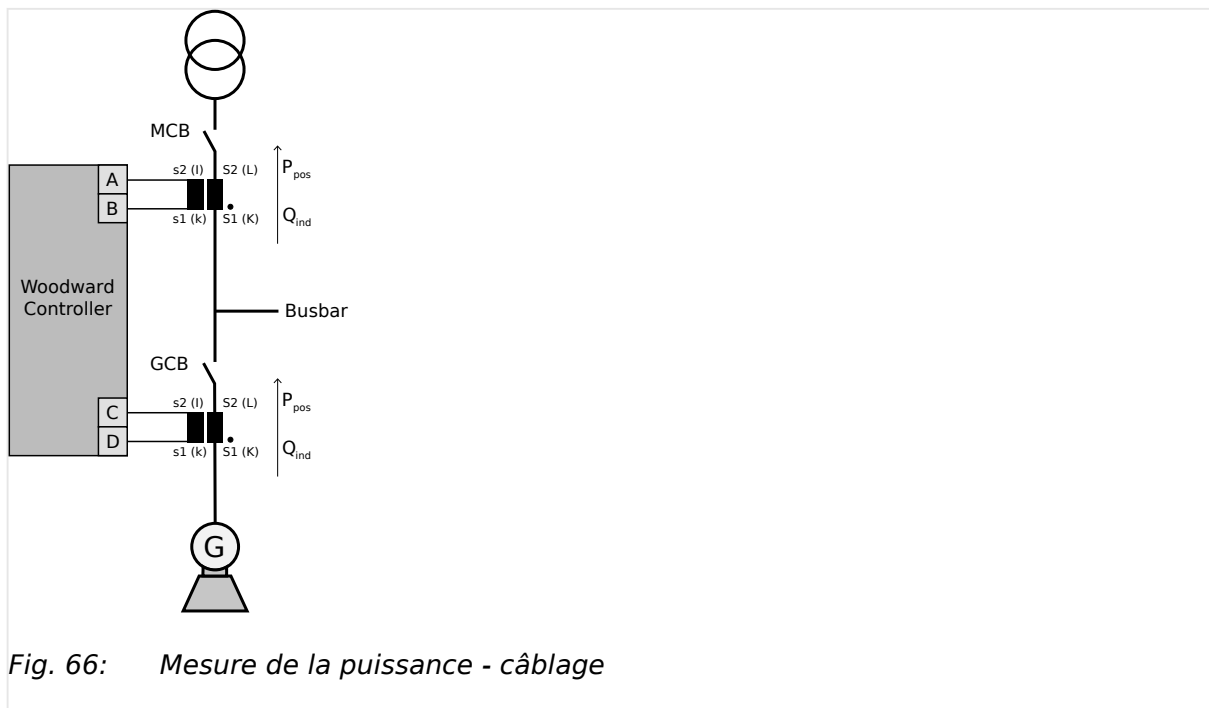 MCB
s2 (l) S2 (L)
P pos
A
B
s1 (k) S1 (K)
Q ind
Woodward
Controller
Busbar
GCB
s2 (l) S2 (L)
P pos
C
D
s1 (k) S1 (K)
Q ind
G
Fig. 66: Mesure de la puissance - câblage